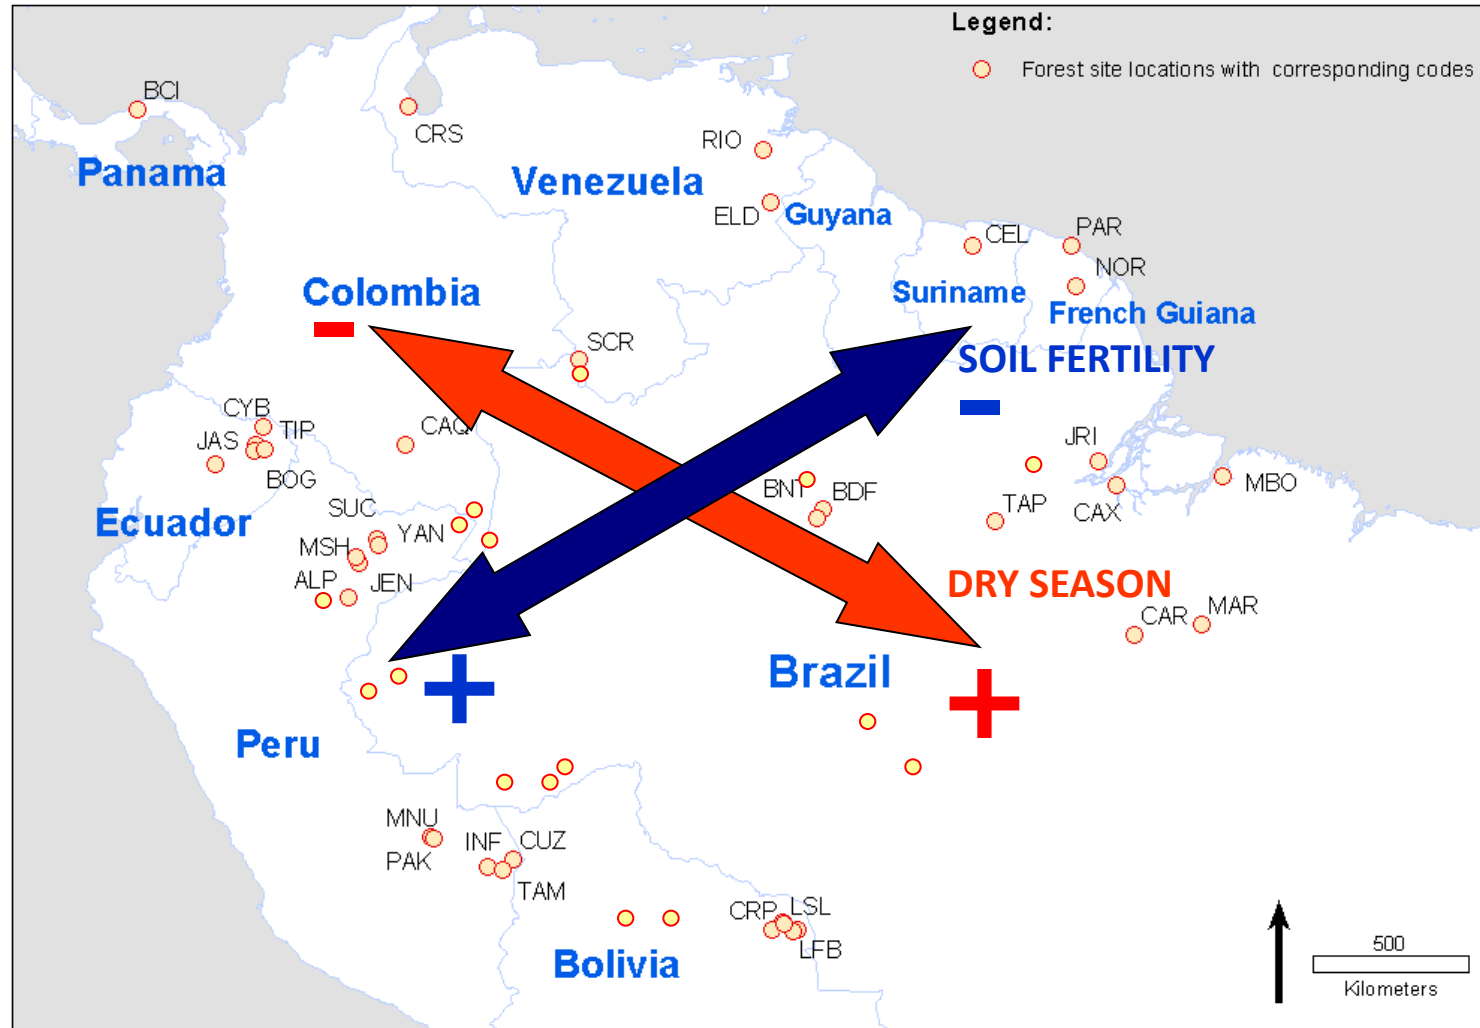 Legend:
Forest site locations with corresponding codes
BCI
CRS
Panama
RIO
Venezuela
ELD
Guyana
CEL
PAR
NOR
Colombia
Suriname
French Guiana
-
SCR
SOIL FERTILITY
-
CYB
JAS
TIP
CAQ
BOG
JRI
MBO
BNT
BDF
TAP
CAX
Ecuador
SUC
YAN
MSH
ALP
JEN
DRY SEASON
CAR
MAR
Brazil
+
+
Peru
MNU
PAK
INF
CUZ
TAM
CRP
LSL
LFB
Bolivia
500
Kilometers